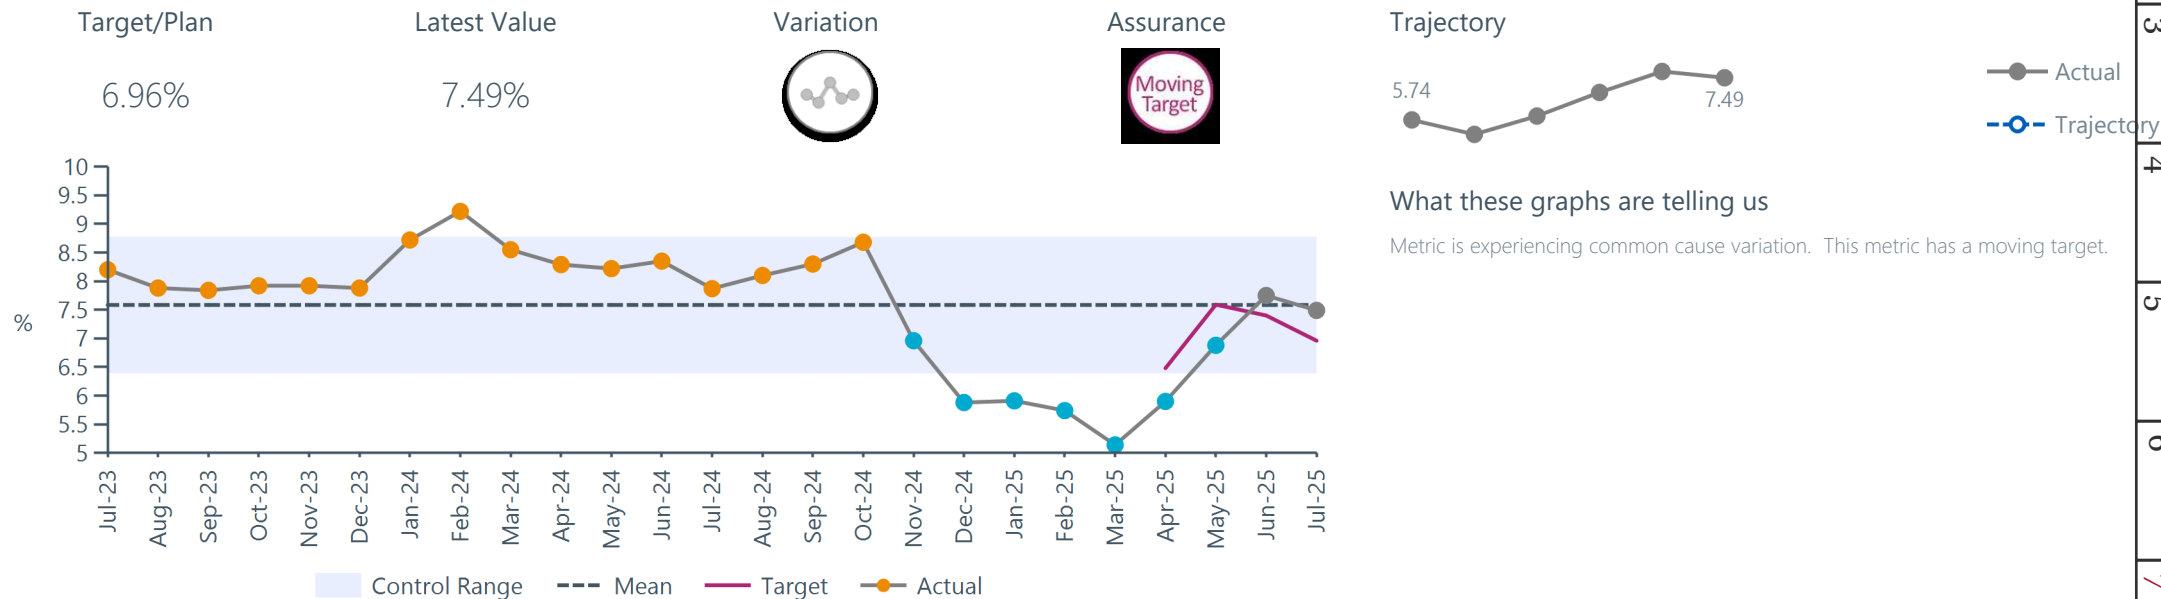 Target/Plan
Latest Value
Variation
Assurance
Trajectory
6.96%
7.49%
Moving
Target
5.74
7.49
Actual
Trajectory
What these graphs are telling us
Metric is experiencing common cause variation. This metric has a moving target.
10
9.5
9
8.5
8
7.5
7
6.5
6
5.5
5
%
Jul-23
Aug-23
Sep-23
Oct-23
Nov-23
Dec-23
Jan-24
Feb-24
Mar-24
Apr-24
May-24
Jun-24
Jul-24
Aug-24
Sep-24
Oct-24
Nov-24
Dec-24
Jan-25
Feb-25
Mar-25
Apr-25
May-25
Jun-25
Jul-25
Control Range
Mean
Target
Actual
3
4
5
6
7